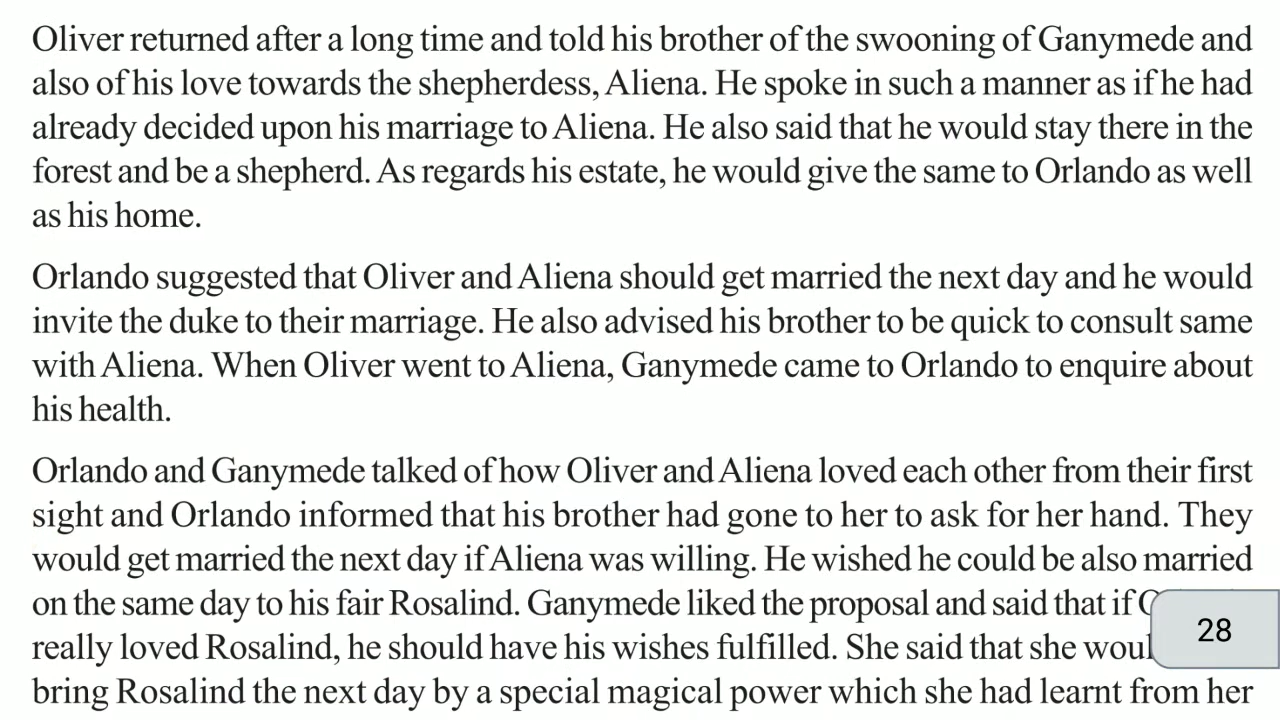 Oliver returned after a long time and told his brother of the swooning of Ganymede and
also of his love towards the shepherdess, Aliena. He spoke in such a manner as if he had
already decided upon his marriage to Aliena. He also said that he would stay there in the
forest and be a shepherd. As regards his estate, he would give the same to Orlando as well
as his home.
Orlando suggested that Oliver and Aliena should get married the next day and he would
invite the duke to their marriage. He also advised his brother to be quick to consult same
with Aliena. When Oliver went to Aliena, Ganymede came to Orlando to enquire about
his health.
Orlando and Ganymede talked of how Oliver and Aliena loved each other from their first
sight and Orlando informed that his brother had gone to her to ask for her hand. They
would get married the next day if Aliena was willing. He wished he could be also married
on the same day to his fair Rosalind. Ganymede liked the proposal and said that if
really loved Rosalind, he should have his wishes fulfilled. She said that she
bring Rosalind the next day by a special magical power which she had learnt from her
28